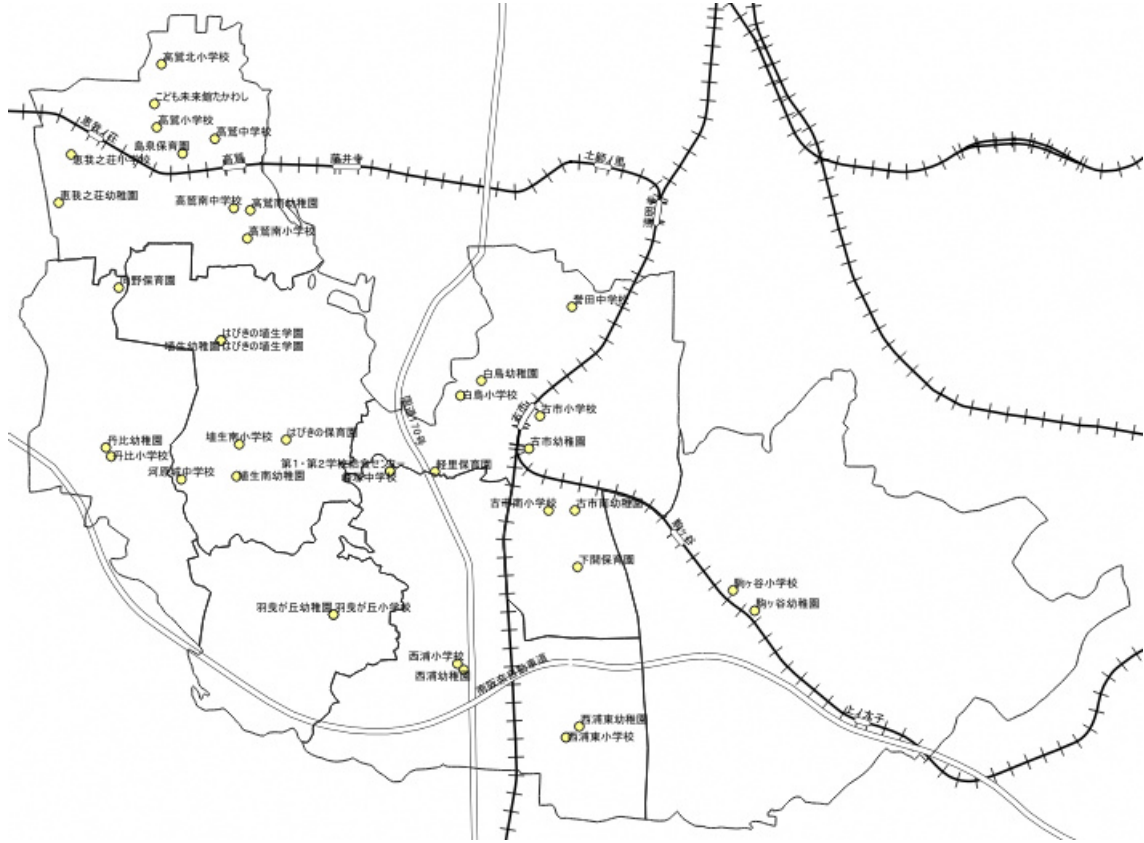 高鷲北小学校
こども未来館たかわし
高鷲小学校
高鷲中学校
恵我ノ荘
島泉保育園
恵我之荘小学校
高鷲
藤井寺
土師ノ里
恵我之荘幼稚園
高鷲南中学校
高鷲南幼稚園
道明寺
高鷲南小学校
向野保育園
誉田中学校
はびきの埴生学園
埴生幼稚園
はびきの埴生学園
白鳥幼稚園
白鳥小学校
国道170号
古市
古市小学校
はびきの保育園
埴生南小学校
丹比幼稚園
丹比小学校
古市幼稚園
第1・第2学校給食センター
軽里保育園
河原城中学校
埴生南幼稚園
古市南小学校
古市南幼稚園
駒ヶ谷
下開保育園
駒ヶ谷小学校
駒ヶ谷幼稚園
羽曳が丘幼稚園
羽曳が丘小学校
西浦小学校
西浦幼稚園
南阪奈自動車道
上ノ太子
西浦東幼稚園
西浦東小学校